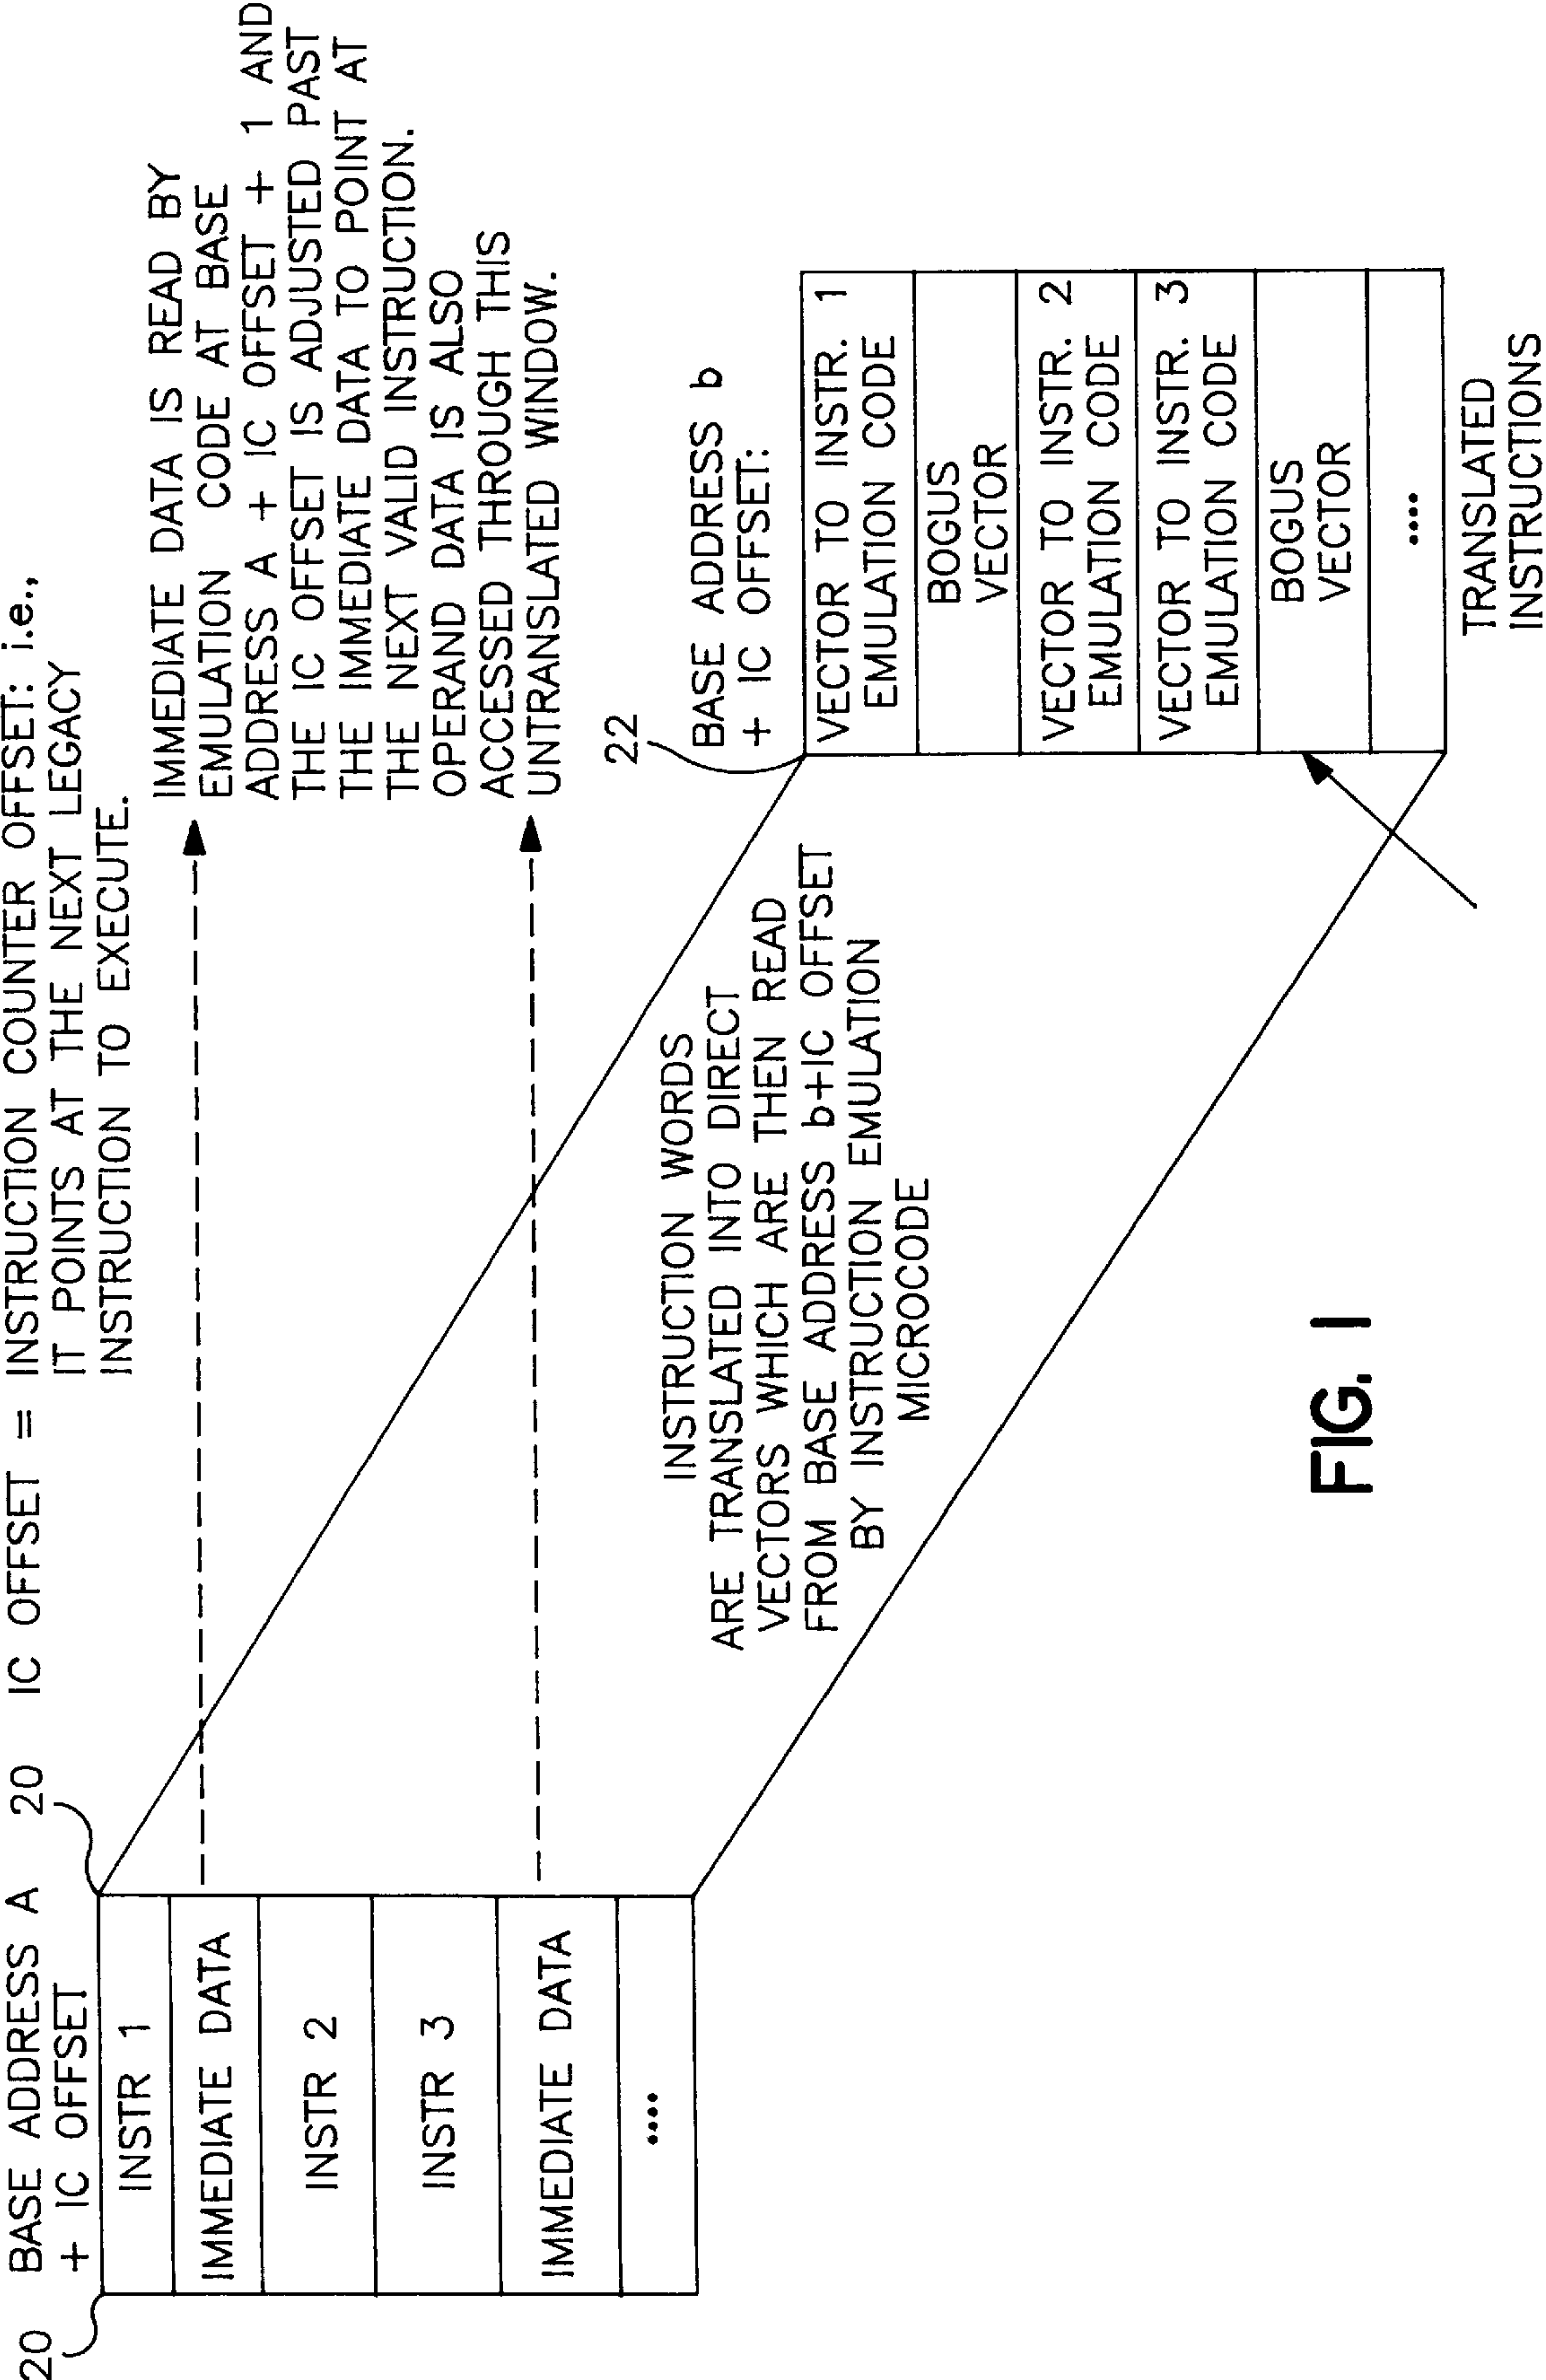 20 BASE ADDRESS A 20
+ IC OFFSET
IC OFFSET = INSTRUCTION COUNTER OFFSET: i.e.,
IT POINTS AT THE NEXT LEGACY
INSTRUCTION TO EXECUTE.
INSTR 1
IMMEDIATE DATA
INSTR 2
INSTR 3
IMMEDIATE DATA
....
IMMEDIATE DATA IS READ BY
EMULATION CODE AT BASE
ADDRESS A + IC OFFSET + 1 AND
THE IC OFFSET IS ADJUSTED PAST
THE IMMEDIATE DATA TO POINT AT
THE NEXT VALID INSTRUCTION.
OPERAND DATA IS ALSO
ACCESSED THROUGH THIS
UNTRANSLATED WINDOW.
INSTRUCTION WORDS
ARE TRANSLATED INTO DIRECT
VECTORS WHICH ARE THEN READ
FROM BASE ADDRESS b+IC OFFSET
BY INSTRUCTION EMULATION
MICROCODE
22
BASE ADDRESS b
+ IC OFFSET:
VECTOR TO INSTR. 1
EMULATION CODE
BOGUS
VECTOR
VECTOR TO INSTR. 2
EMULATION CODE
VECTOR TO INSTR. 3
EMULATION CODE
BOGUS
VECTOR
....
TRANSLATED
INSTRUCTIONS
FIG. 1